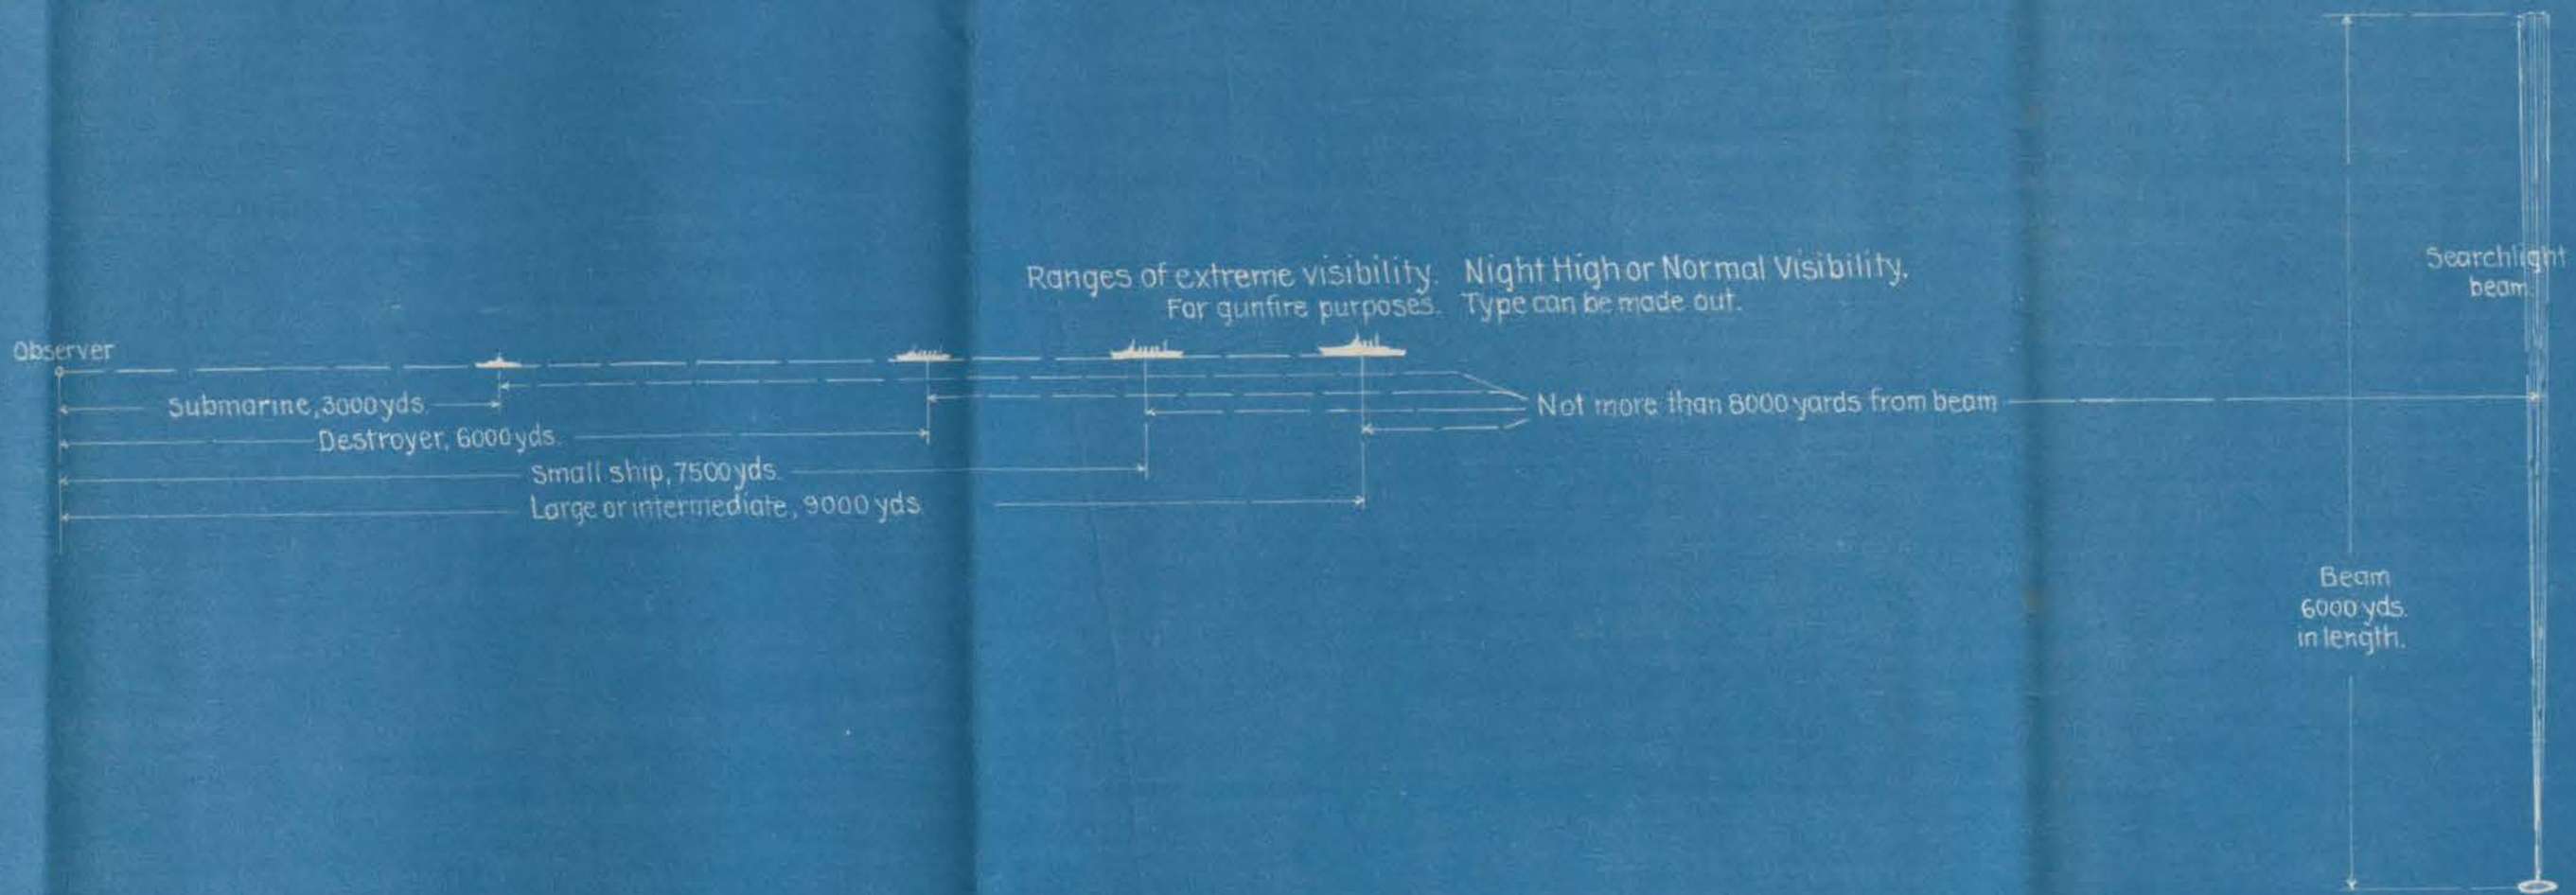 Ranges of extreme visibility. Night High or Normal Visibility.
For gunfire purposes. Type can be made out.
Searchlight
beam.
Observer
Submarine, 3000 yds.
Not more than 8000 yards from beam
Destroyer, 6000 yds.
Small ship, 7500 yds.
Large or intermediate, 9000 yds.
Beam
6000 yds.
in length.